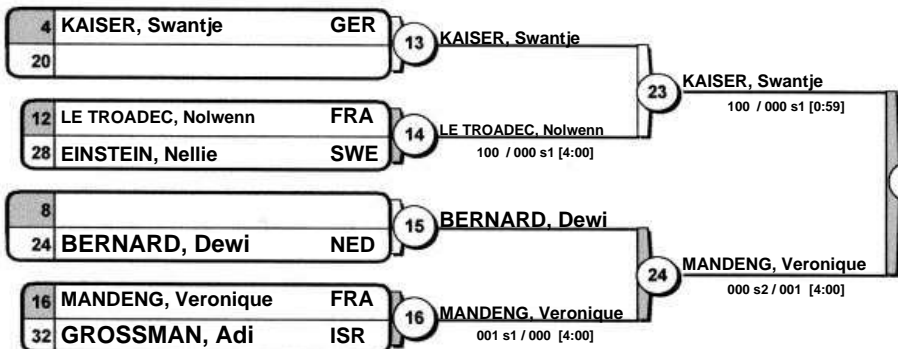 4 KAISER, Swantje GER
20
13 KAISER, Swantje
12 LE TROADEC, Nolwenn FRA
28 EINSTEIN, Nellie SWE
14 LE TROADEC, Nolwenn
100 / 000 s1 [4:00]
23 KAISER, Swantje
100 / 000 s1 [0:59]
8
24 BERNARD, Dewi NED
15 BERNARD, Dewi
16 MANDENG, Veronique FRA
32 GROSSMAN, Adi ISR
16 MANDENG, Veronique
001 s1 / 000 [4:00]
24 MANDENG, Veronique
000 s2 / 001 [4:00]